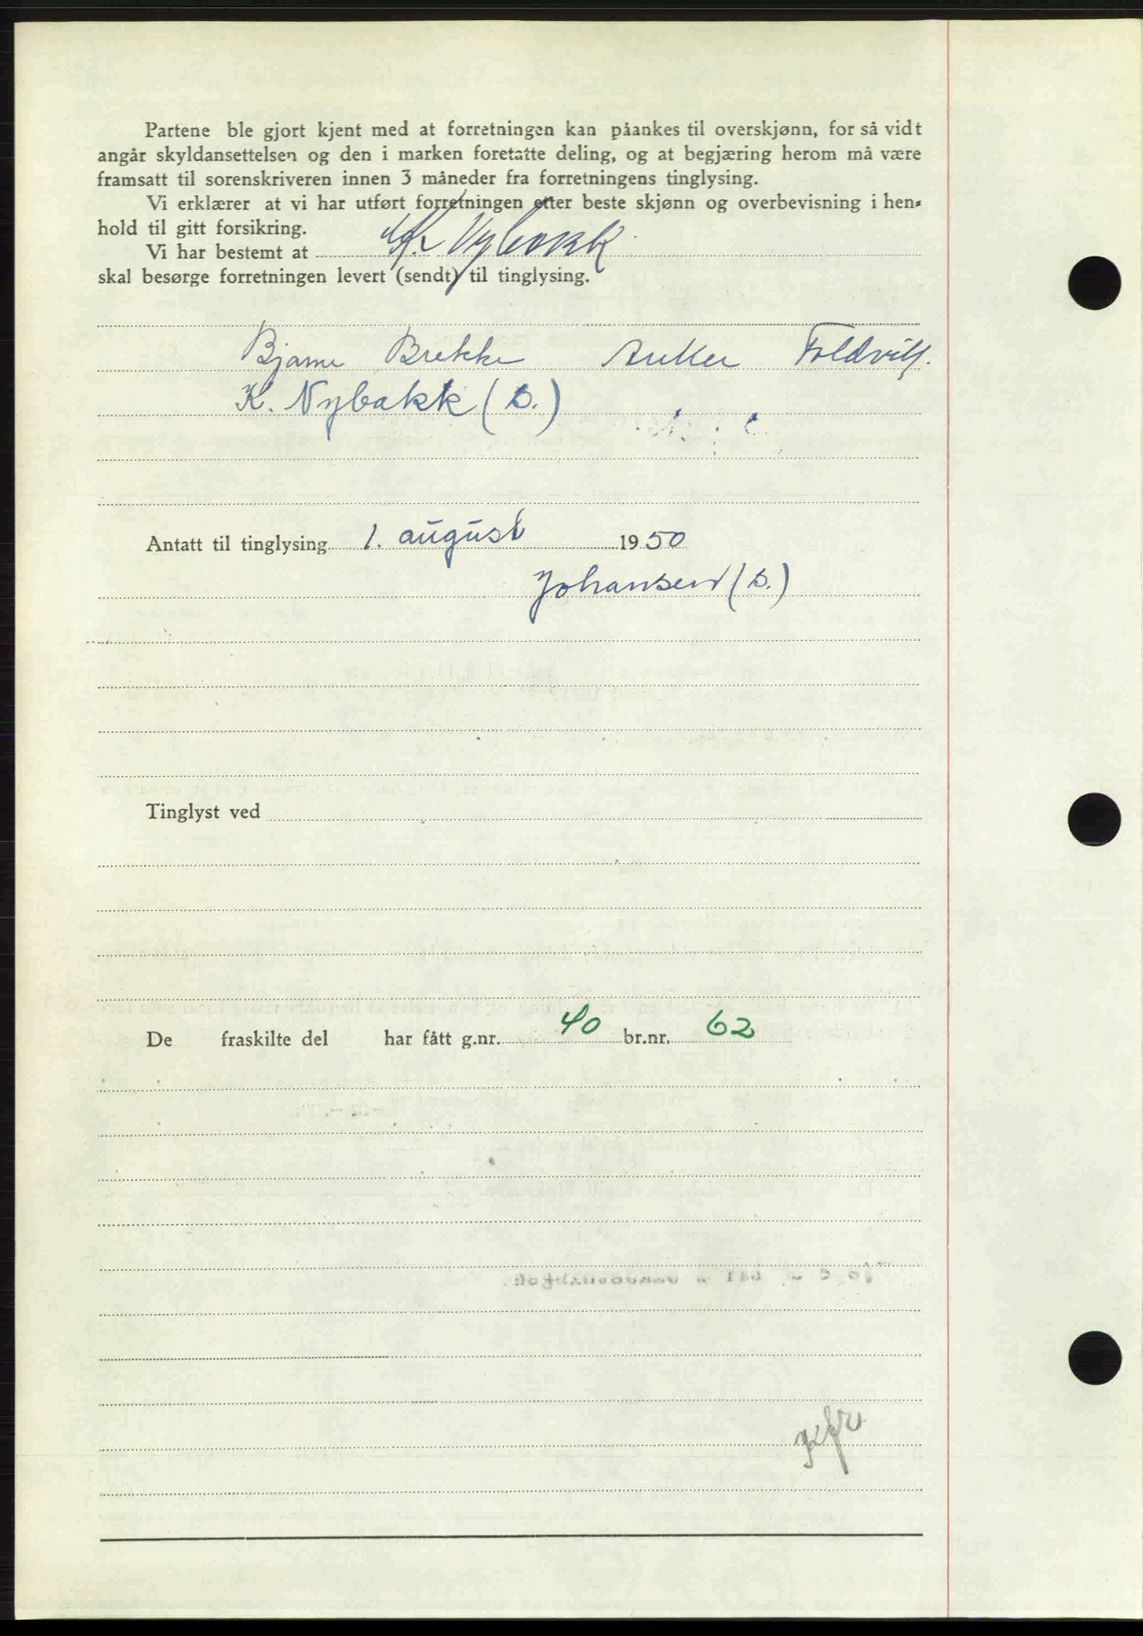 Partene ble gjort kjent med at forretningen kan påankes til overskjønn, for så vidt
angår skyldansettelsen og den i marken foretatte deling, og at begjæring herom må være
framsatt til sorenskriveren innen 3 måneder fra forretningens tinglysing.
Vi erklærer at vi har utført forretningen etter beste skjønn og overbevisning i hen-
hold til gitt forsikring.
Vi har bestemt at K. Nybakk
skal besørge forretningen levert (sendt) til tinglysing.
Bjarne Brekke Anker Foldvik
K. Nybakk (s.)
Antatt til tinglysing 1. august 1950
Johansen (s.)
Tinglyst ved
De fraskilte del har fått g.nr. 40 br.nr. 62